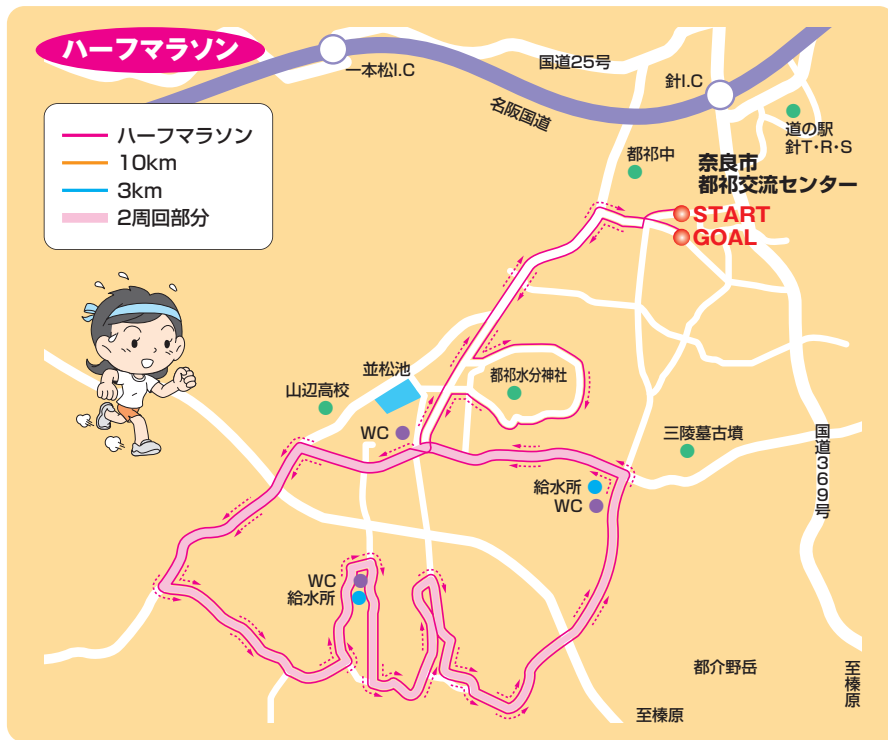 ハーフマラソン
一本松I.C
国道25号
針I.C
名阪国道
道の駅
針T・R・S
ハーフマラソン
10km
3km
2周回部分
都祁中
奈良市
都祁交流センター
START
GOAL
並松池
都祁水分神社
山辺高校
WC
三陵墓古墳
国道369号
給水所
WC
WC
給水所
都介野岳
至榛原
至榛原